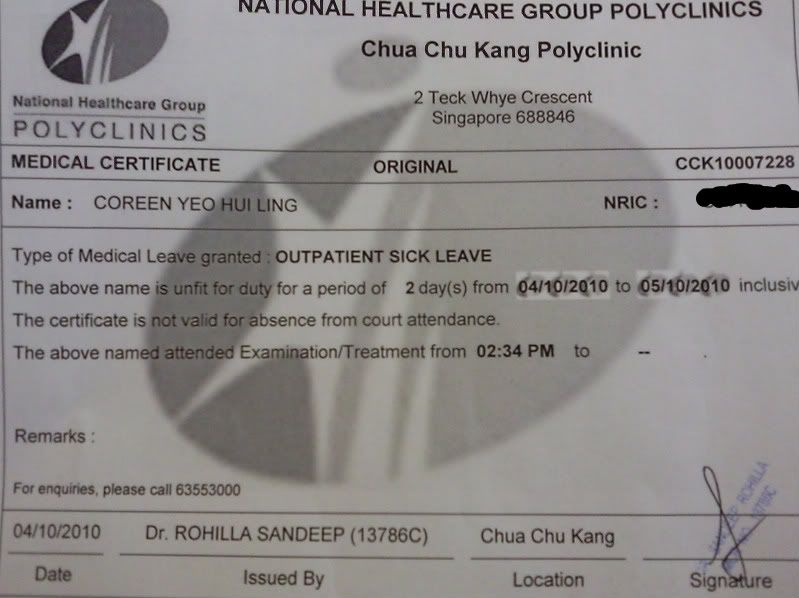 NATIONAL HEALTHCARE GROUP POLYCLINICS
Chua Chu Kang Polyclinic
2 Teck Whye Crescent
Singapore 688846
National Healthcare Group
POLYCLINICS
MEDICAL CERTIFICATE ORIGINAL CCK10007228
Name : COREEN YEO HUI LING NRIC :
Type of Medical Leave granted : OUTPATIENT SICK LEAVE
The above name is unfit for duty for a period of 2 day(s) from 04/10/2010 to 05/10/2010 inclusiv
The certificate is not valid for absence from court attendance.
The above named attended Examination/Treatment from 02:34 PM to -- .
Remarks :
For enquiries, please call 63553000
04/10/2010 Dr. ROHILLA SANDEEP (13786C) Chua Chu Kang
Date Issued By Location Signature
ROHILLA
13786C